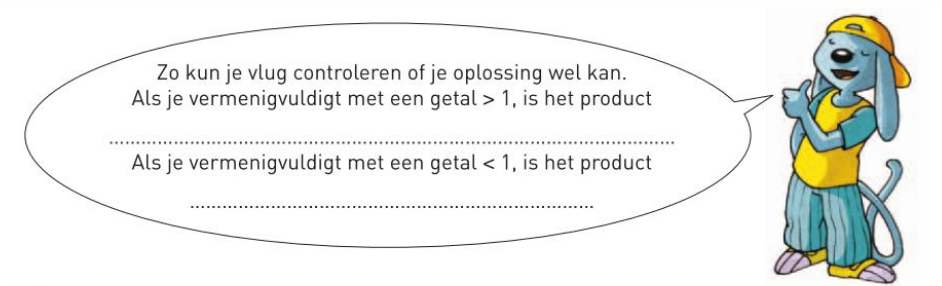 Zo kun je vlug controleren of je oplossing wel kan.
Als je vermenigvuldigt met een getal > 1, is het product
........................................................................................................
Als je vermenigvuldigt met een getal < 1, is het product
..........................................................................